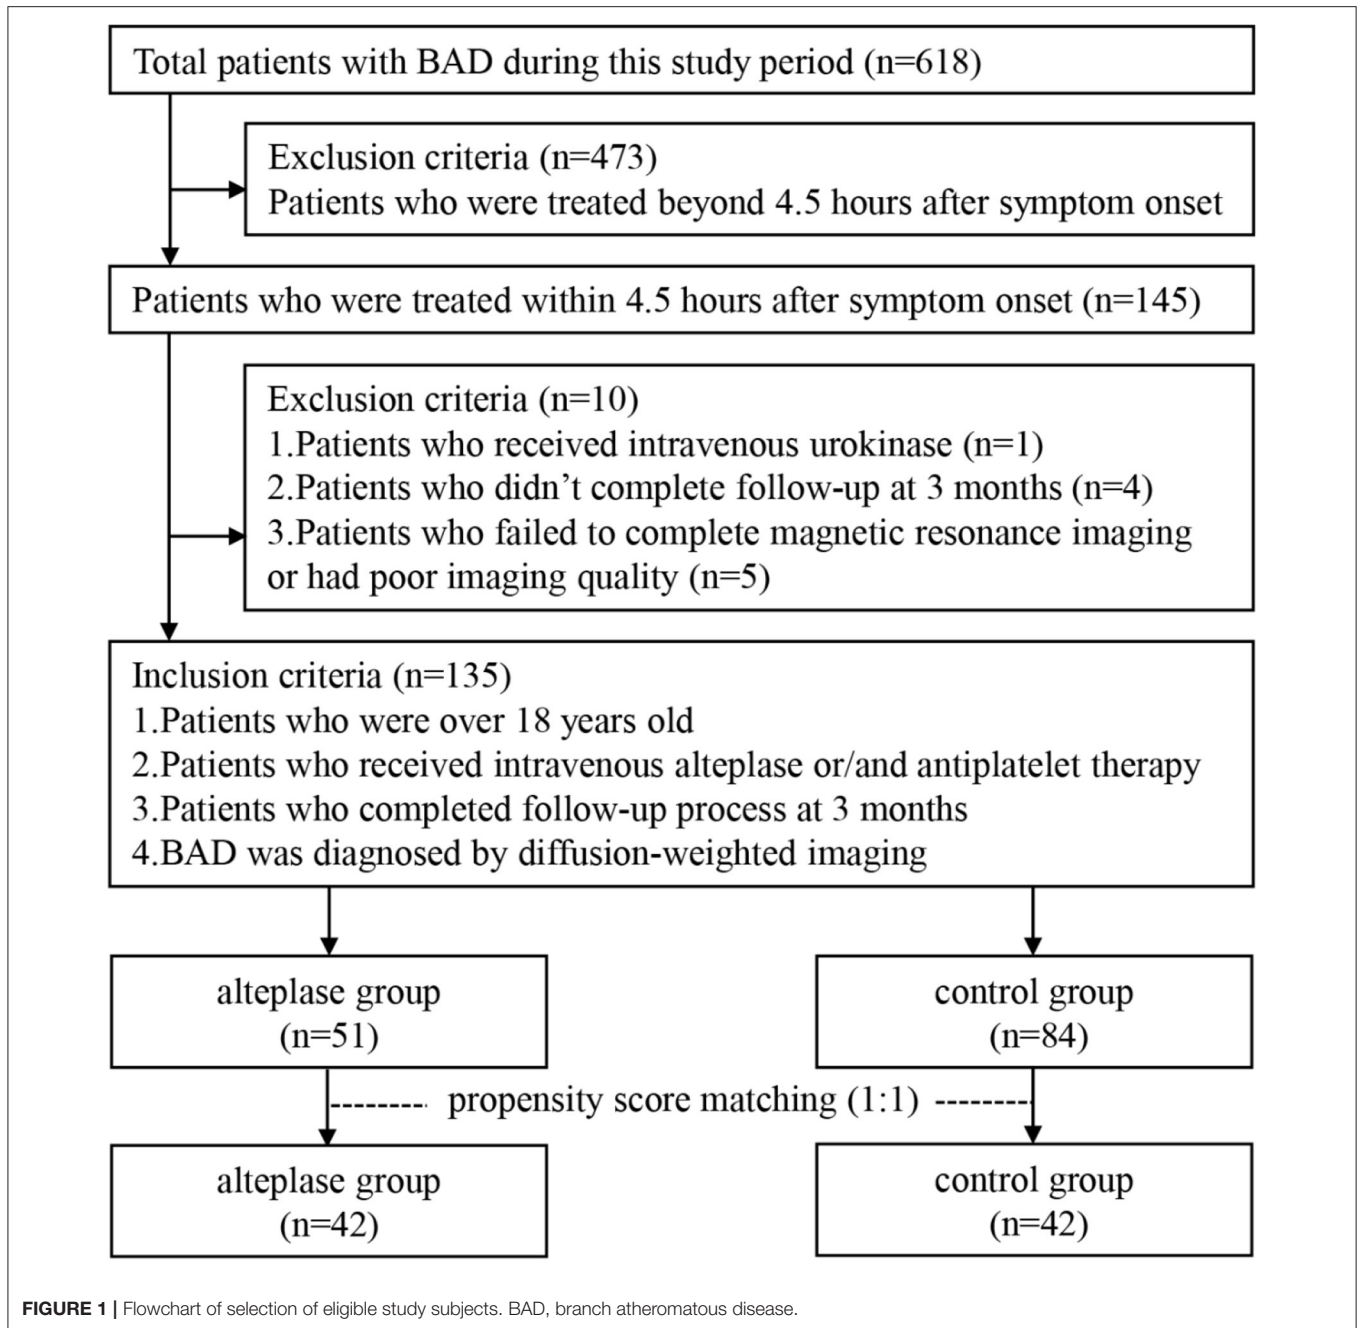 Total patients with BAD during this study period (n=618)
Exclusion criteria (n=473)
Patients who were treated beyond 4.5 hours after symptom onset
Patients who were treated within 4.5 hours after symptom onset (n=145)
Exclusion criteria (n=10)
1.Patients who received intravenous urokinase (n=1)
2.Patients who didn’t complete follow-up at 3 months (n=4)
3.Patients who failed to complete magnetic resonance imaging
or had poor imaging quality (n=5)
Inclusion criteria (n=135)
1.Patients who were over 18 years old
2.Patients who received intravenous alteplase or/and antiplatelet therapy
3.Patients who completed follow-up process at 3 months
4.BAD was diagnosed by diffusion-weighted imaging
alteplase group
(n=51)
control group
(n=84)
propensity score matching (1:1)
alteplase group
(n=42)
control group
(n=42)
FIGURE 1 | Flowchart of selection of eligible study subjects. BAD, branch atheromatous disease.